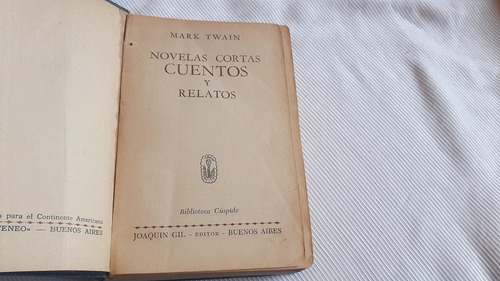 para el Continente Americano
— BUENOS AIRES
MARK TWAIN
NOVELAS CORTAS
CUENTOS
Y
RELATOS
Biblioteca Cúspide
JOAQUIN GIL - EDITOR - BUENOS AIRES